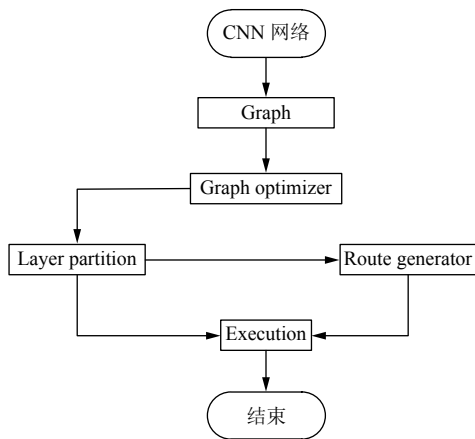 CNN 网络
Graph
Graph optimizer
Layer partition
Route generator
Execution
结束